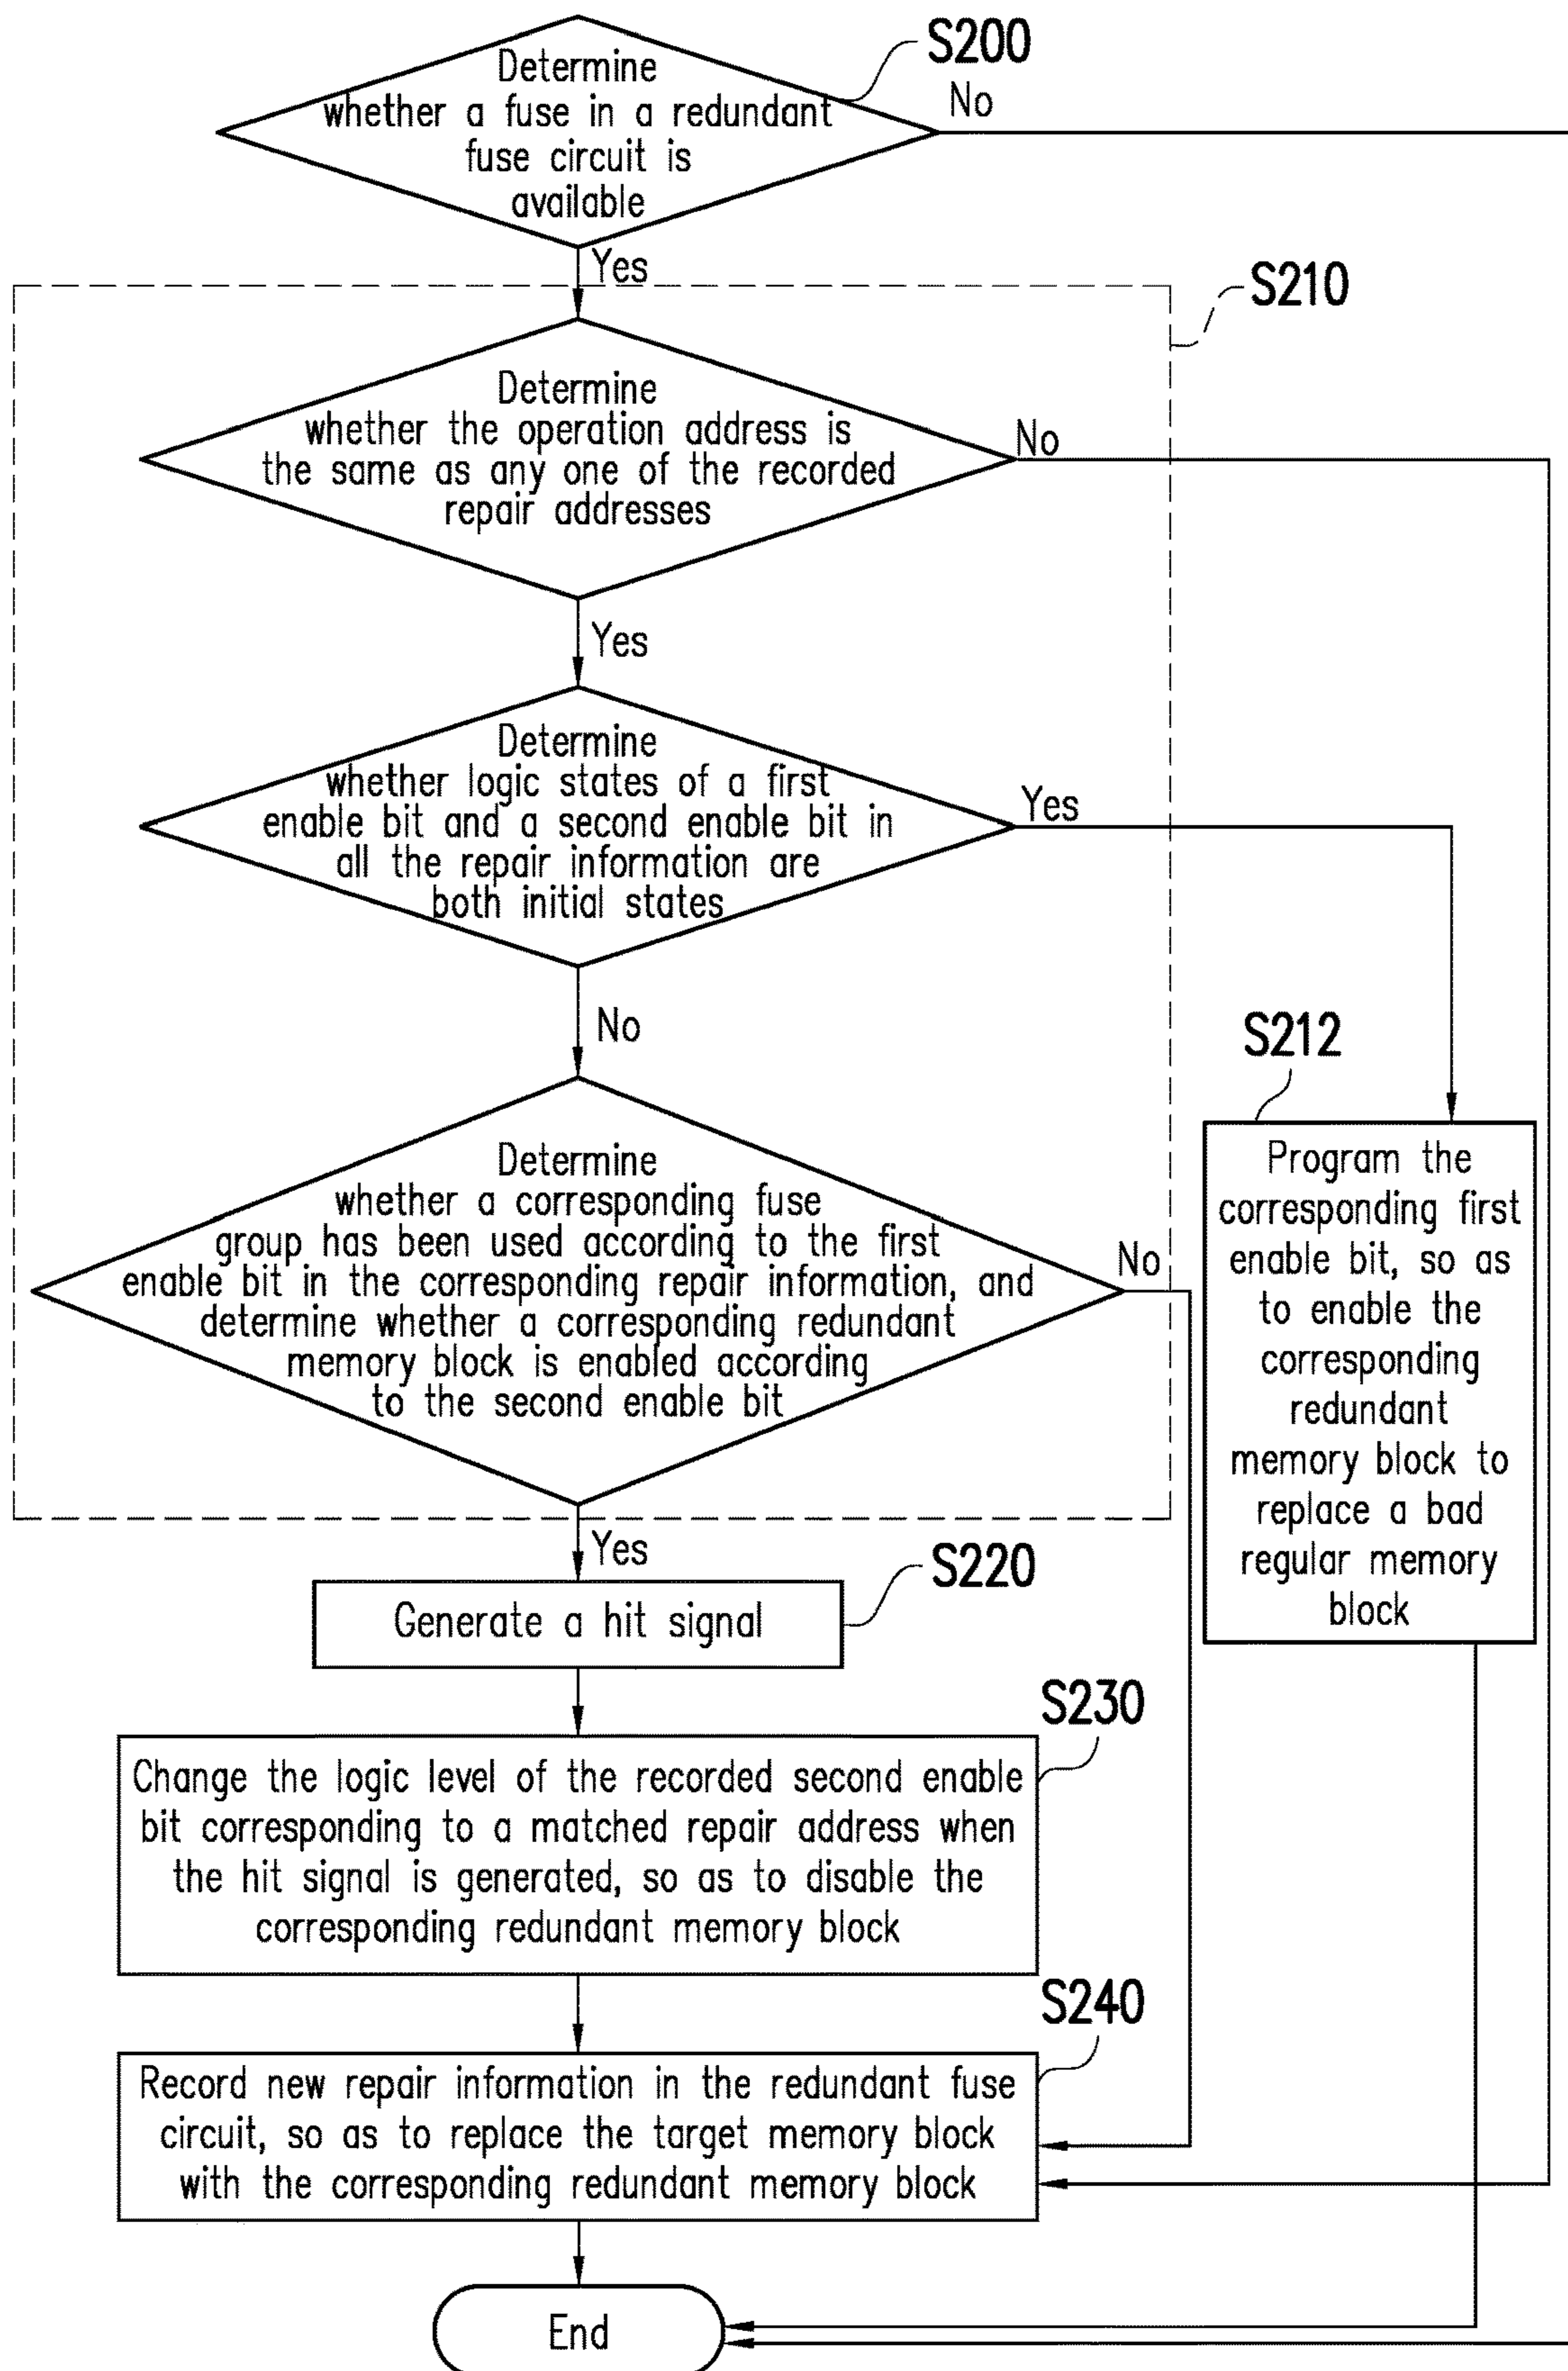 S200
Determine
whether a fuse in a redundant
fuse circuit is
available
No
Yes
S210
Determine
whether the operation address is
the same as any one of the recorded
repair addresses
No
Yes
Determine
whether logic states of a first
enable bit and a second enable bit in
all the repair information are
both initial states
Yes
No
S212
Program the
corresponding first
enable bit, so as
to enable the
corresponding
redundant
memory block to
replace a bad
regular memory
block
Determine
whether a corresponding fuse
group has been used according to the first
enable bit in the corresponding repair information, and
determine whether a corresponding redundant
memory block is enabled according
to the second enable bit
No
Yes
S220
Generate a hit signal
S230
Change the logic level of the recorded second enable
bit corresponding to a matched repair address when
the hit signal is generated, so as to disable the
corresponding redundant memory block
S240
Record new repair information in the redundant fuse
circuit, so as to replace the target memory block
with the corresponding redundant memory block
End